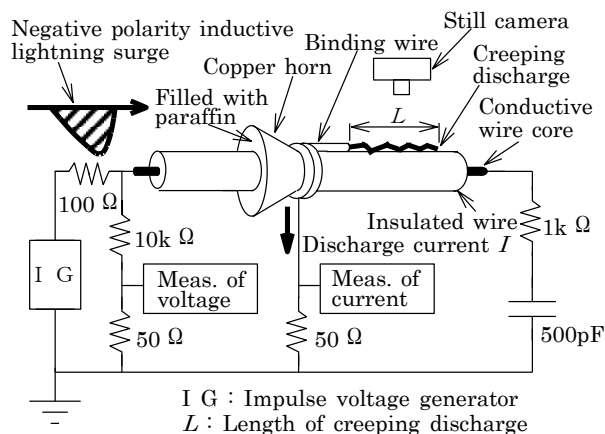 Still camera
Negative polarity inductive
lightning surge
Binding wire
Creeping
discharge
Copper horn
Filled with
paraffin
L
Conductive
wire core
100 Ω
Insulated wire
Discharge current I
1k Ω
10k Ω
I G
Meas. of
voltage
Meas. of
current
50 Ω
50 Ω
500pF
I G : Impulse voltage generator
L : Length of creeping discharge